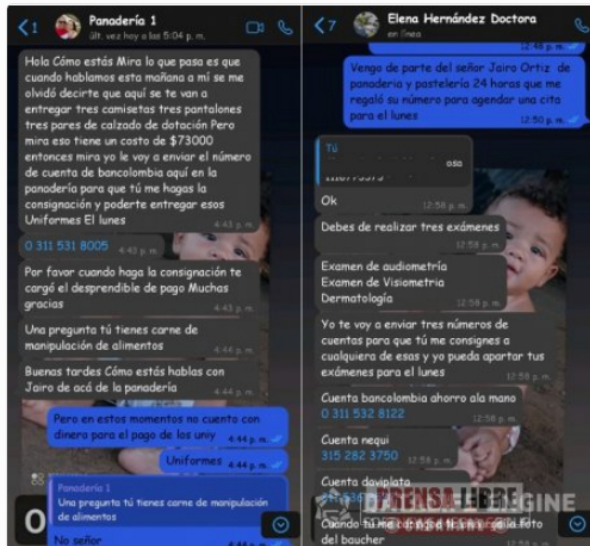 1
Panadería 1
últ. vez hoy a las 5:04 p. m.
Hola Cómo estás Mira lo que pasa es que
cuando hablamos esta mañana a mí se me
olvidó decirte que aquí se te van a
entregar tres camisetas tres pantalones
tres pares de calzado de dotación Pero
mira eso tiene un costo de $73000
entonces mira yo le voy a enviar el número
de cuenta de bancolombia aquí en la
panadería para que tú me hagas la
consignación y poderte entregar esos
Uniformes El lunes
4:43 p. m.
0 311 531 8005 4:43 p. m.
Por favor cuando haga la consignación te
cargó el desprendible de pago Muchas
gracias
4:43 p. m.
Una pregunta tú tienes carne de
manipulación de alimentos
4:44 p. m.
Buenas tardes Cómo estás hablas con
Jairo de acá de la panadería
4:44 p. m.
Pero en estos momentos no cuento con
dinero para el pago de los uniy 4:44 p. m.
Uniformes 4:44 p. m.
Panadería 1
Una pregunta tú tienes carne de manipulación
de alimentos
No señor
7
Elena Hernández Doctora
en línea
12:48 p. m.
Vengo de parte del señor Jairo Ortiz de
panaderia y pastelería 24 horas que me
regaló su número para agendar una cita
para el lunes
12:50 p. m.
Tú
osa
Ok
12:58 p. m.
Debes de realizar tres exámenes
12:58 p. m.
Examen de audiometría
Examen de Visiometria
Dermatología
12:58 p. m.
Yo te voy a enviar tres números de
cuentas para que tú me consignes a
cualquiera de esas y yo pueda apartar tus
exámenes para el lunes
12:58 p. m.
Cuenta bancolombia ahorro ala mano
0 311 532 8122
12:58 p. m.
Cuenta nequi
315 282 3750
12:58 p. m.
Cuenta daviplata
PRENSA LIBRE
CASANARE
Cuando tú me
la foto
del baucher